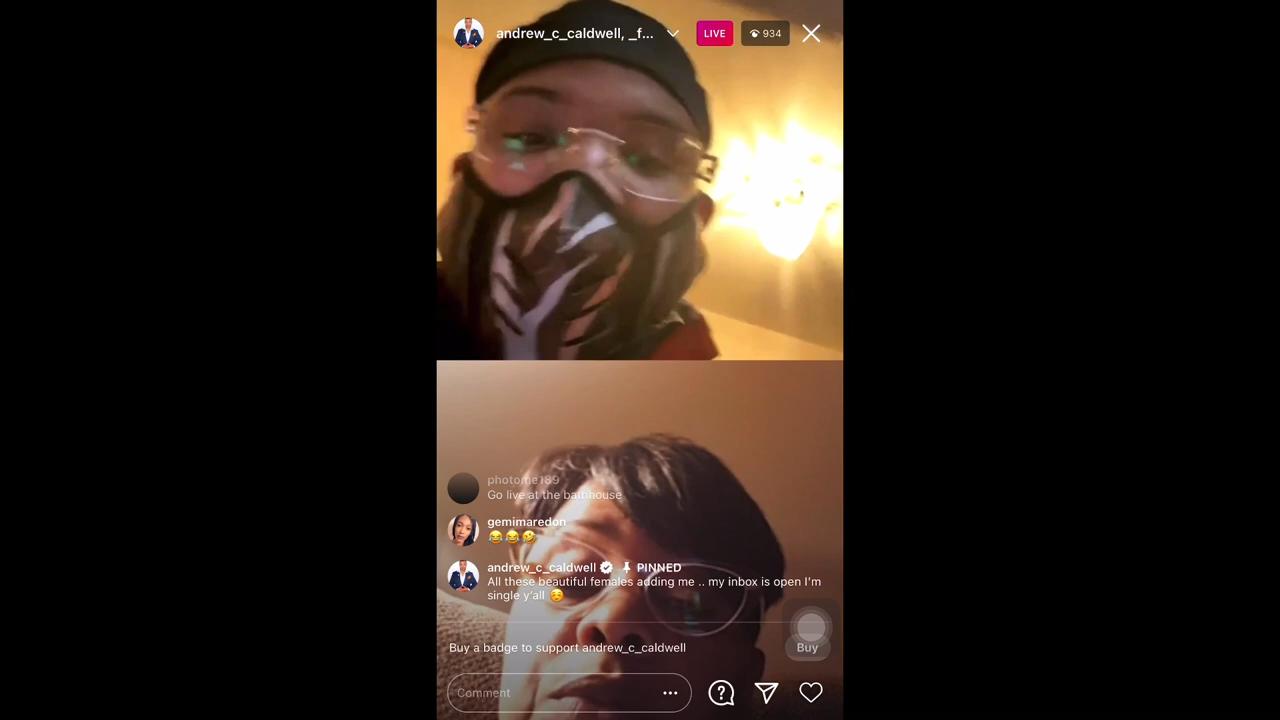 andrew_c_caldwell, _f...
LIVE
934
photome189
Go live at the bathhouse
gemimaredon
😂😂🤣
andrew_c_caldwell PINNED
All these beautiful females adding me .. my inbox is open I'm
single y'all ☺️
Buy a badge to support andrew_c_caldwell
Buy
Comment